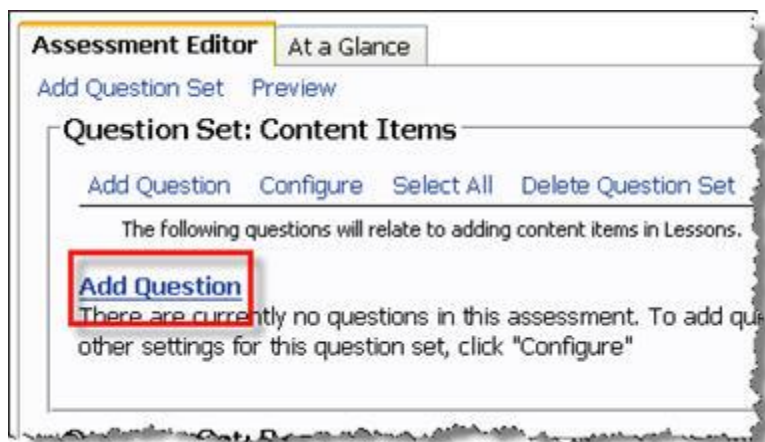 Assessment Editor At a Glance
Add Question Set Preview
Question Set: Content Items
Add Question Configure Select All Delete Question Set
The following questions will relate to adding content items in Lessons.
Add Question
There are currently no questions in this assessment. To add
other settings for this question set, click "Configure"